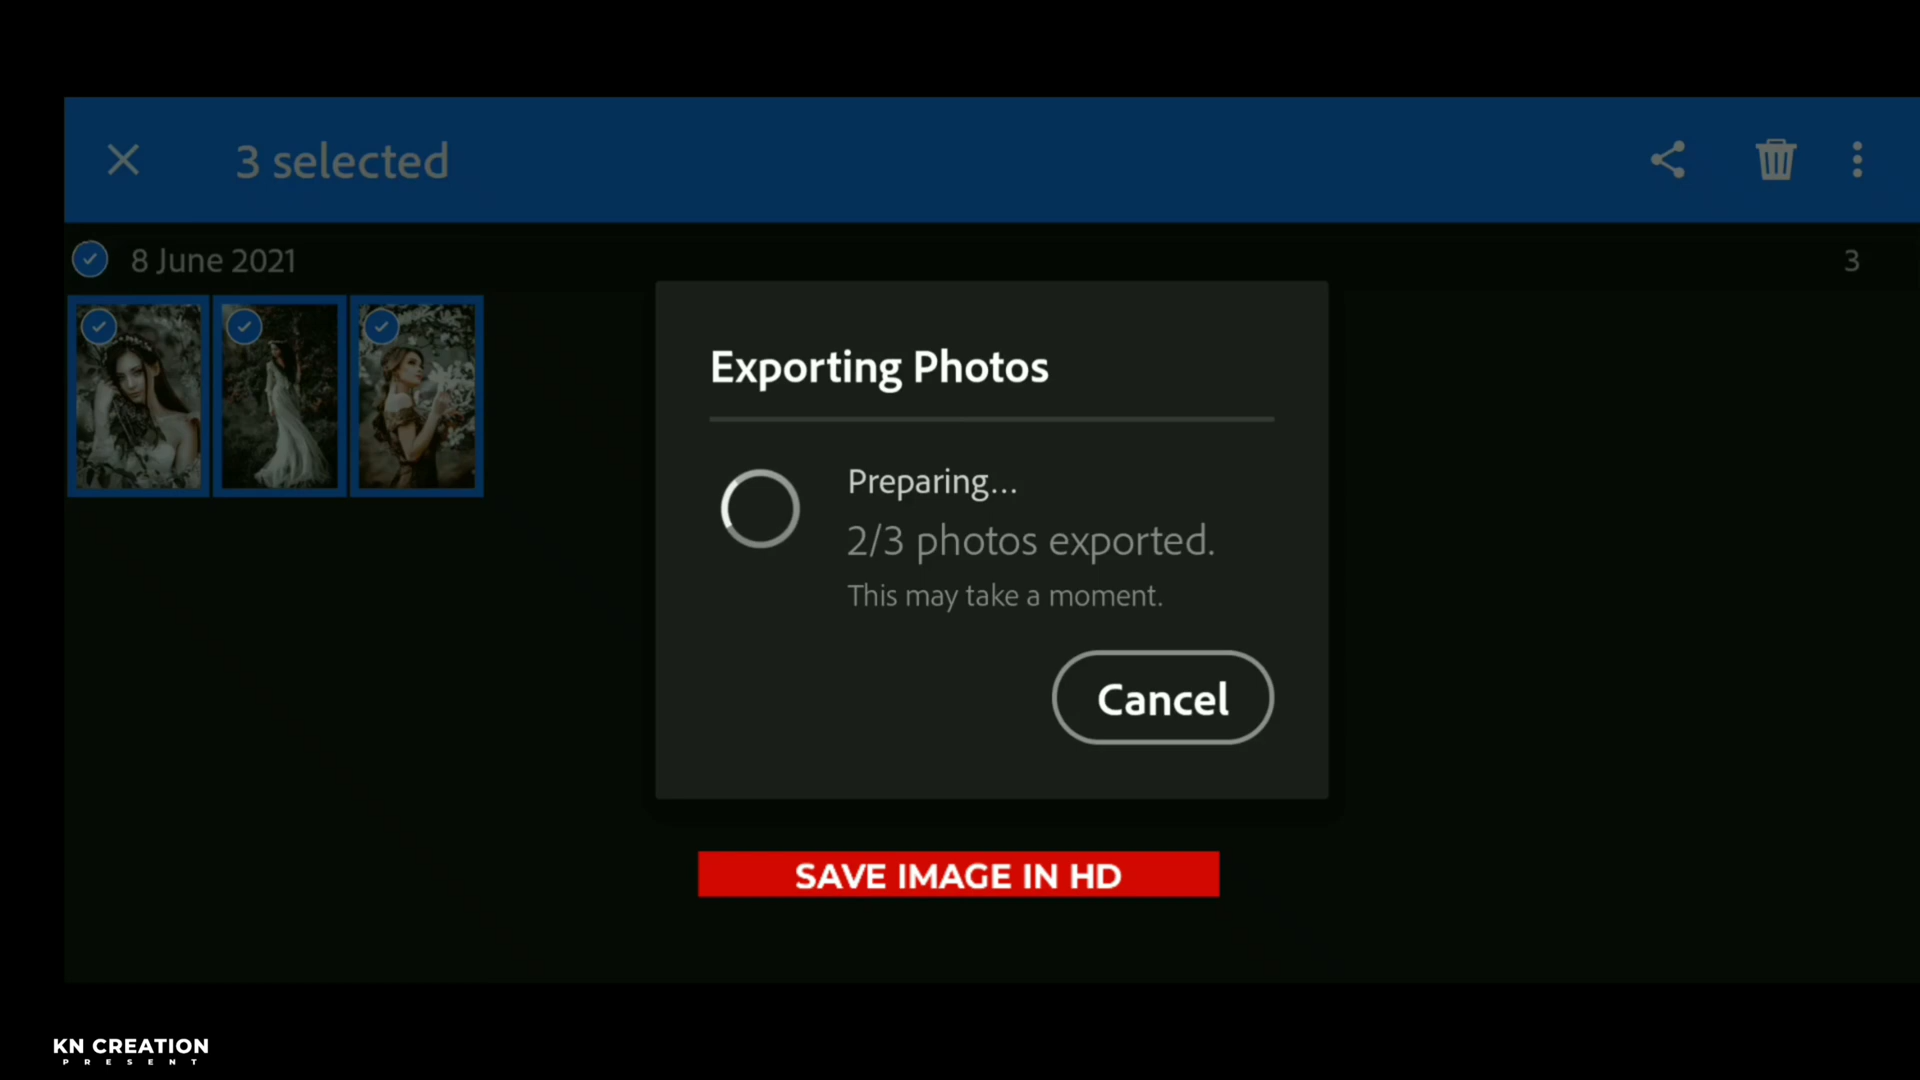 3 selected
8 June 2021
3
Exporting Photos
Preparing...
2/3 photos exported.
This may take a moment.
Cancel
SAVE IMAGE IN HD
KN CREATION
PRESENT